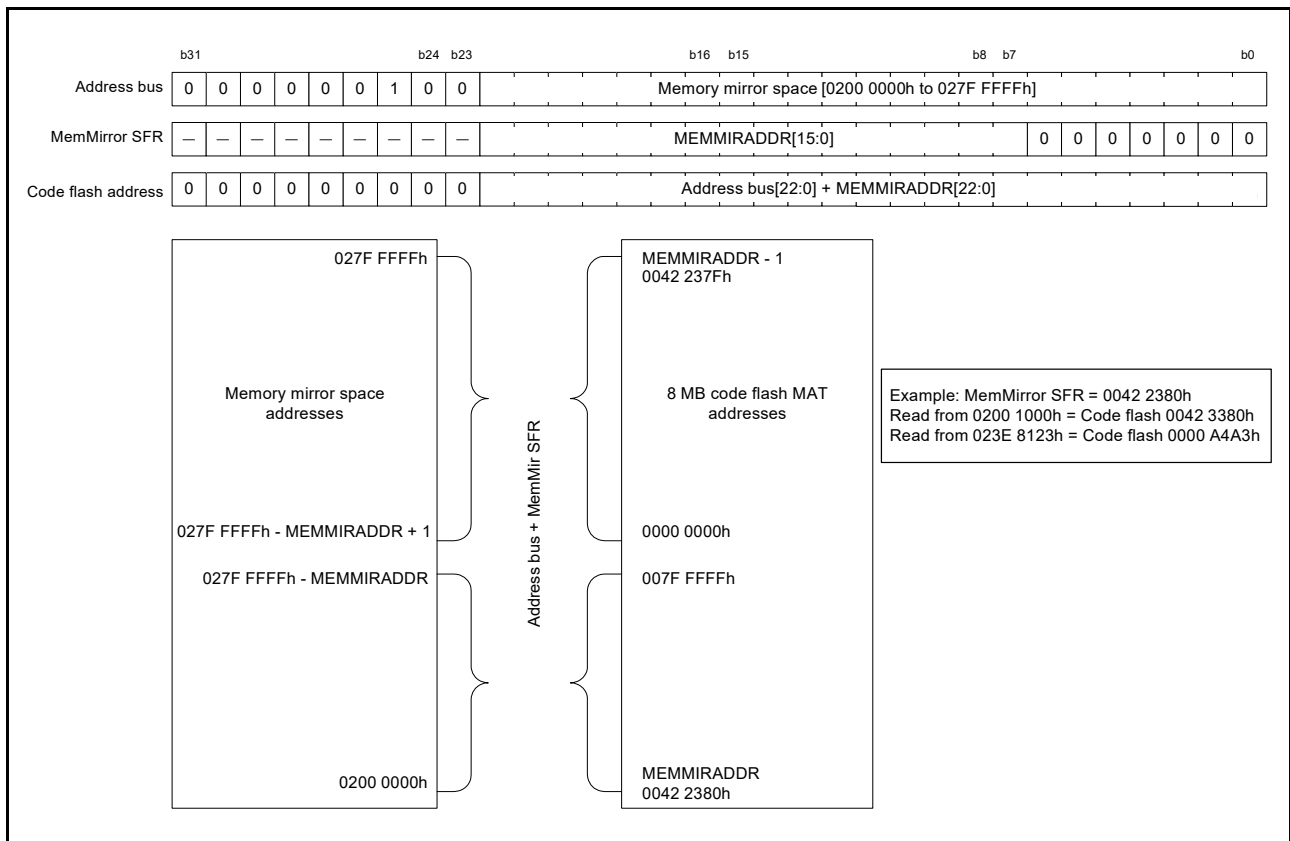 b31 b24 b23 b16 b15 b8 b7 b0
Address bus 0 0 0 0 0 0 1 0 0 Memory mirror space [0200 0000h to 027F FFFFh]
MemMirror SFR — — — — — — — — — MEMMIRADDR[15:0] 0 0 0 0 0 0 0
Code flash address 0 0 0 0 0 0 0 0 0 Address bus[22:0] + MEMMIRADDR[22:0]
027F FFFFh
Memory mirror space
addresses
027F FFFFh - MEMMIRADDR + 1
027F FFFFh - MEMMIRADDR
0200 0000h
Address bus + MemMir SFR
MEMMIRADDR - 1
0042 237Fh
8 MB code flash MAT
addresses
0000 0000h
007F FFFFh
MEMMIRADDR
0042 2380h
Example: MemMirror SFR = 0042 2380h
Read from 0200 1000h = Code flash 0042 3380h
Read from 023E 8123h = Code flash 0000 A4A3h